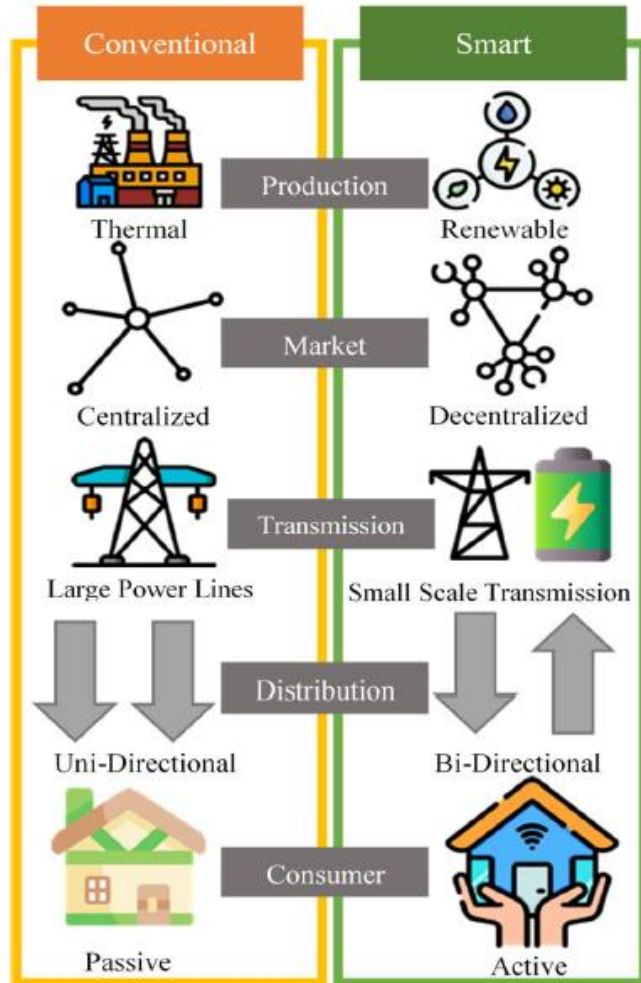 Conventional
Smart
Production
Thermal
Renewable
Market
Centralized
Decentralized
Transmission
Large Power Lines
Small Scale Transmission
Distribution
Uni-Directional
Bi-Directional
Consumer
Passive
Active